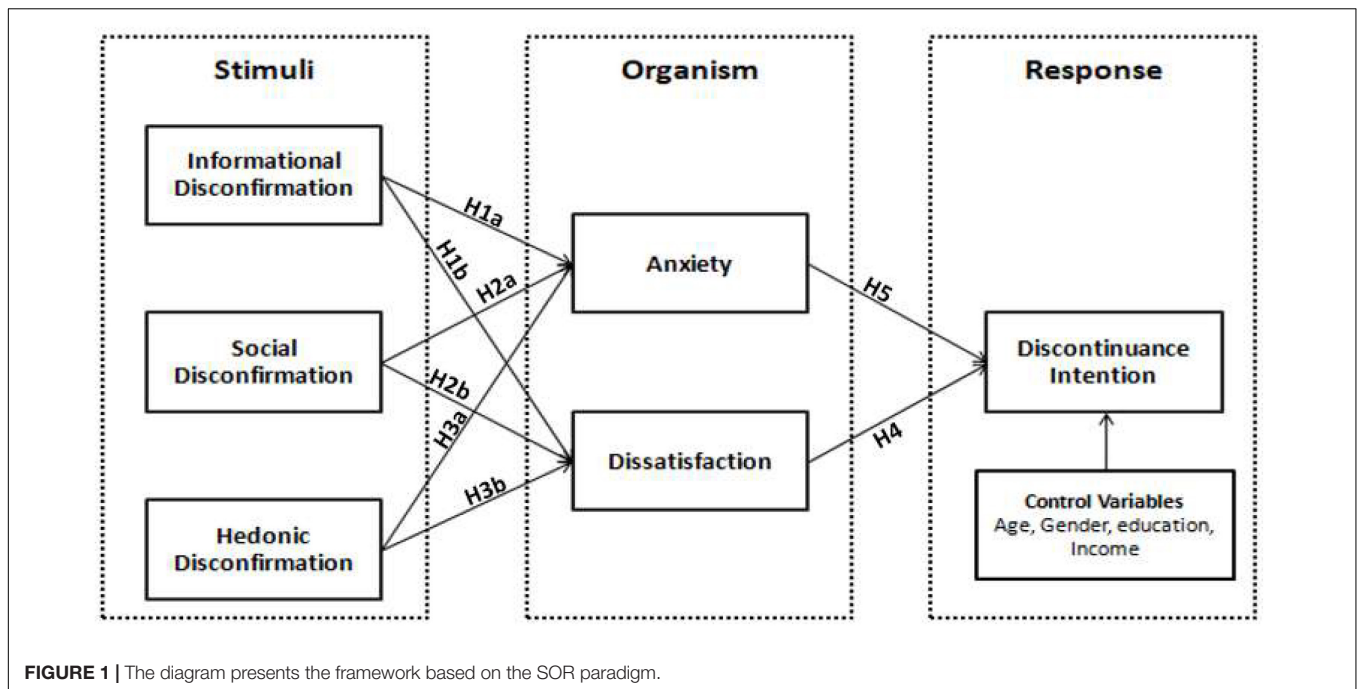 Stimuli
Organism
Response
Informational
Disconfirmation
Social
Disconfirmation
Hedonic
Disconfirmation
H1a
H1b
H2a
H2b
H3a
H3b
Anxiety
Dissatisfaction
H5
H4
Discontinuance
Intention
Control Variables
Age, Gender, education,
Income
FIGURE 1 | The diagram presents the framework based on the SOR paradigm.